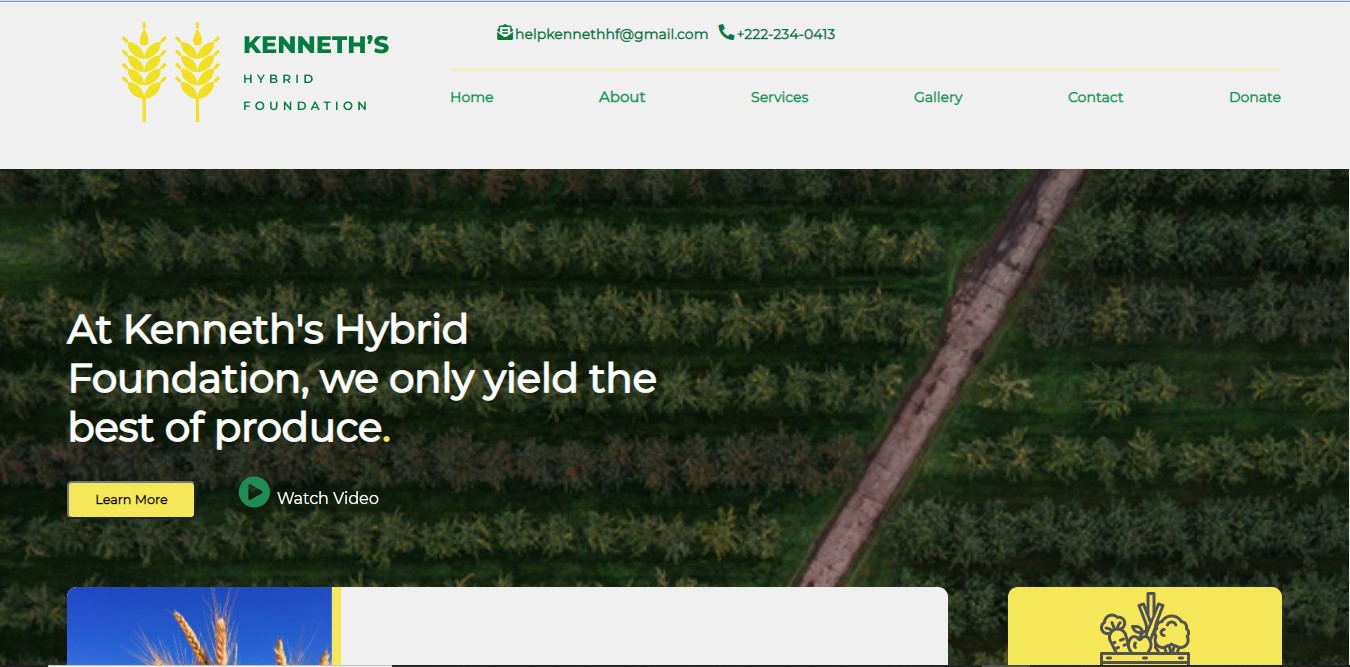 KENNETH’S
HYBRID
FOUNDATION
helpkennethhf@gmail.com +222-234-0413
Home About Services Gallery Contact Donate
At Kenneth's Hybrid
Foundation, we only yield the
best of produce.
Learn More Watch Video